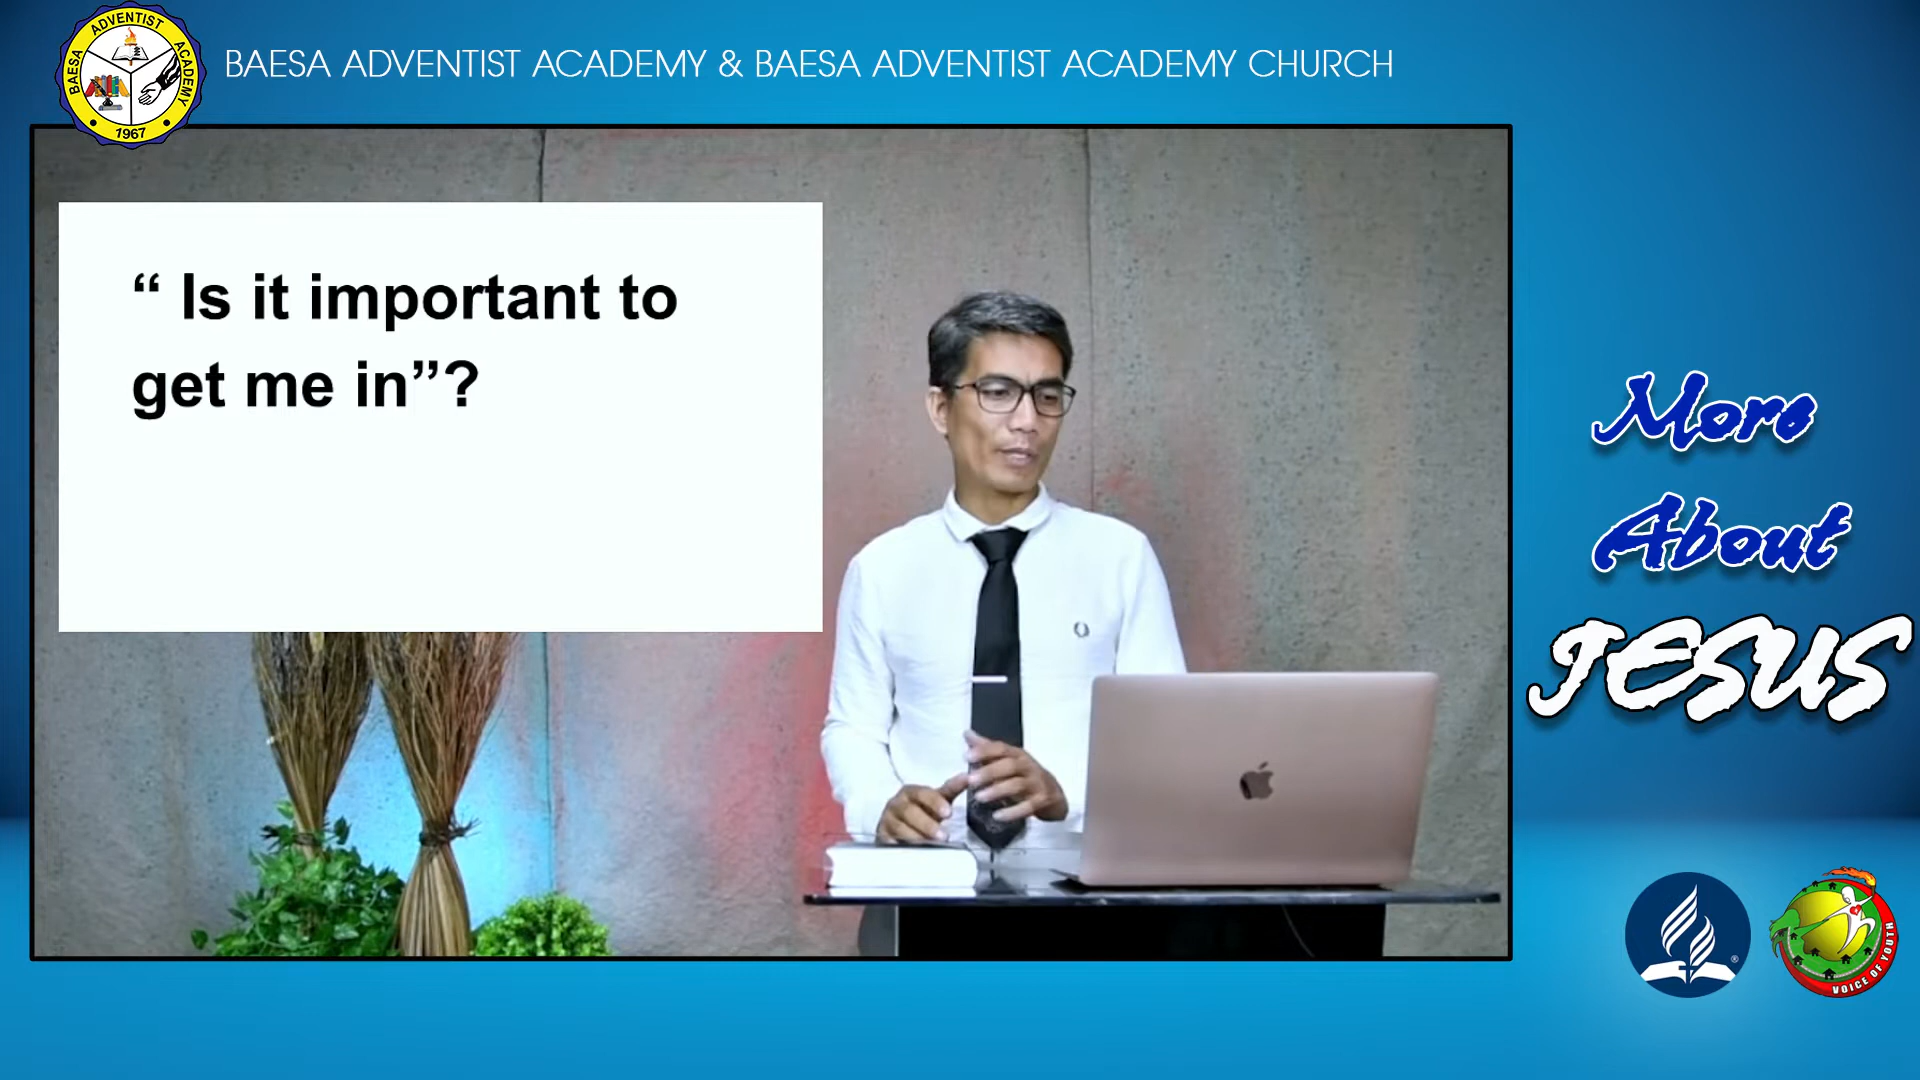 BAESA ADVENTIST ACADEMY
1967
BAESA ADVENTIST ACADEMY & BAESA ADVENTIST ACADEMY CHURCH
“ Is it important to
get me in”?
More
About
JESUS
VOICE OF YOUTH